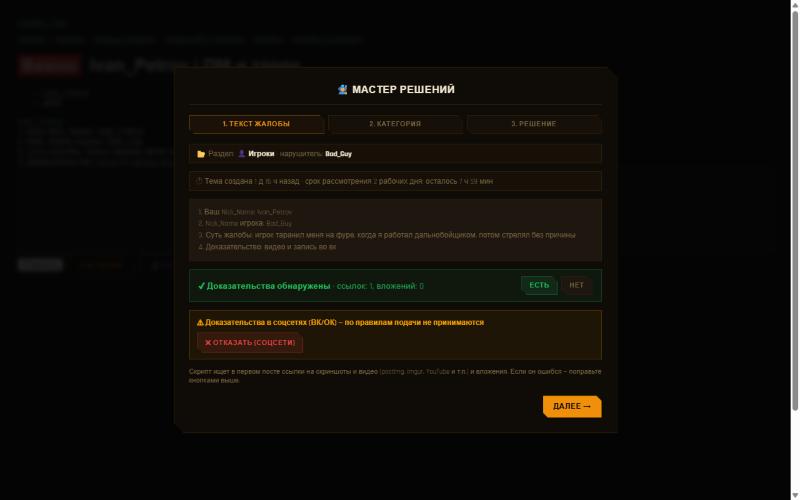 МАСТЕР РЕШЕНИЙ
1. ТЕКСТ ЖАЛОБЫ
2. КАТЕГОРИЯ
3. РЕШЕНИЕ
Раздел: Игроки · нарушитель: Bad_Guy
Тема создана 1 д 15 ч назад · срок рассмотрения 2 рабочих дня: осталось 7 ч 59 мин
1. Ваш Nick_Name: Ivan_Petrov
2. Nick_Name игрока: Bad_Guy
3. Суть жалобы: игрок таранил меня на фуре, когда я работал дальнобойщиком, потом стрелял без причины
4. Доказательство: видео и запись во вк
✓ Доказательства обнаружены · ссылок: 1, вложений: 0
ЕСТЬ
НЕТ
⚠ Доказательства в соцсетях (ВК/ОК) – по правилам подачи не принимаются
✕ ОТКАЗАТЬ (СОЦСЕТИ)
Скрипт ищет в первом посте ссылки на скриншоты и видео (postimg, imgur, YouTube и т.п.) и вложения. Если он ошибся – поправьте
кнопками выше.
ДАЛЕЕ →